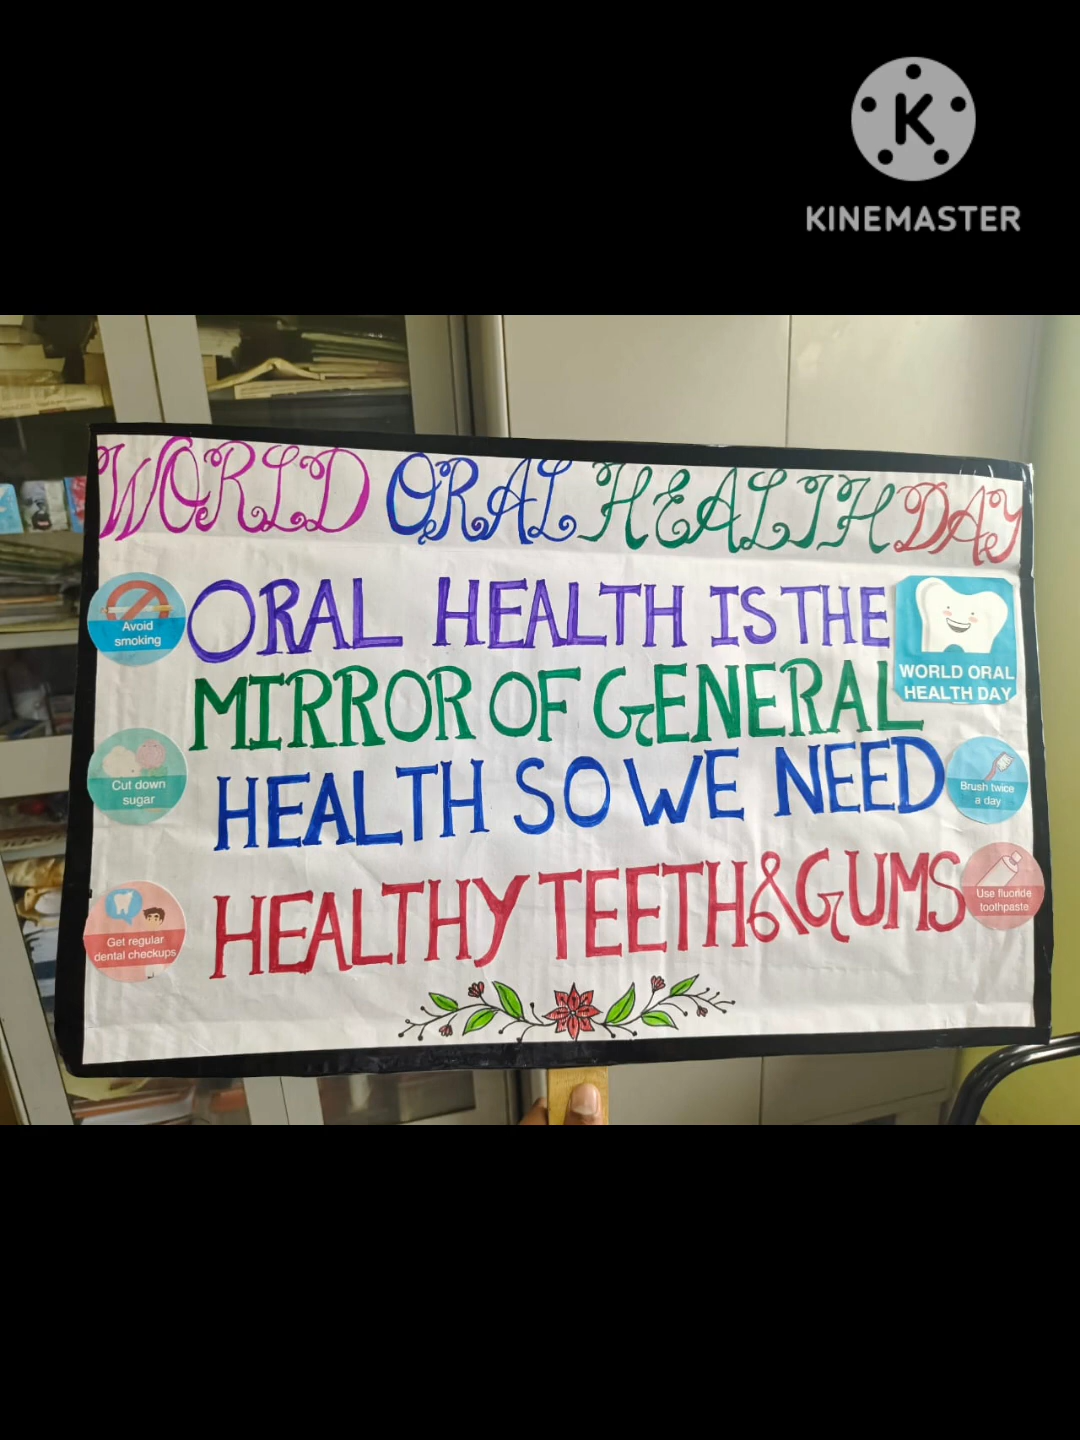 KINEMASTER
WORLD ORAL HEALTH DAY
Avoid
smoking
ORAL HEALTH IS THE
WORLD ORAL
HEALTH DAY
MIRROR OF GENERAL
Cut down
sugar
HEALTH SO WE NEED
Brush twice
a day
Get regular
dental checkups
HEALTHY TEETH & GUMS
Use fluoride
toothpaste